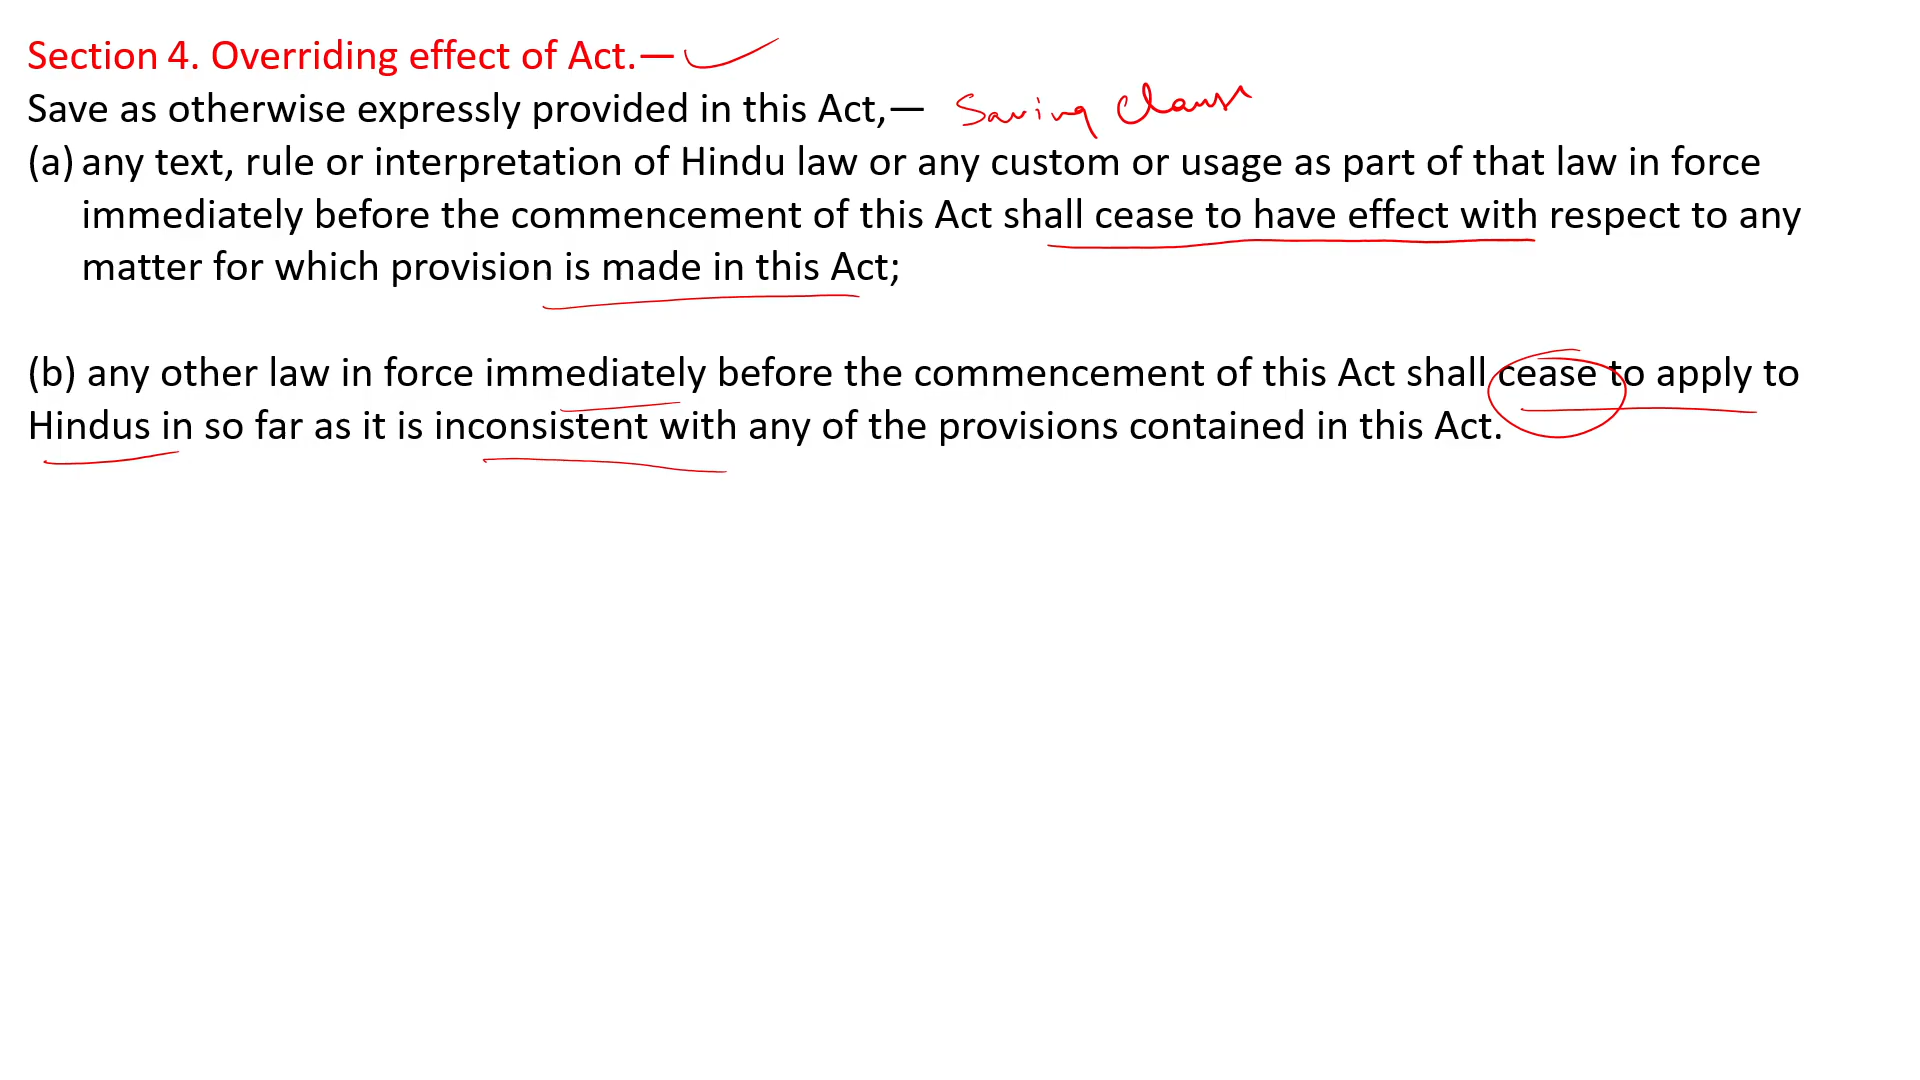 Section 4. Overriding effect of Act.—
Save as otherwise expressly provided in this Act,— Saving Clause
(a) any text, rule or interpretation of Hindu law or any custom or usage as part of that law in force
immediately before the commencement of this Act shall cease to have effect with respect to any
matter for which provision is made in this Act;
(b) any other law in force immediately before the commencement of this Act shall cease to apply to
Hindus in so far as it is inconsistent with any of the provisions contained in this Act.